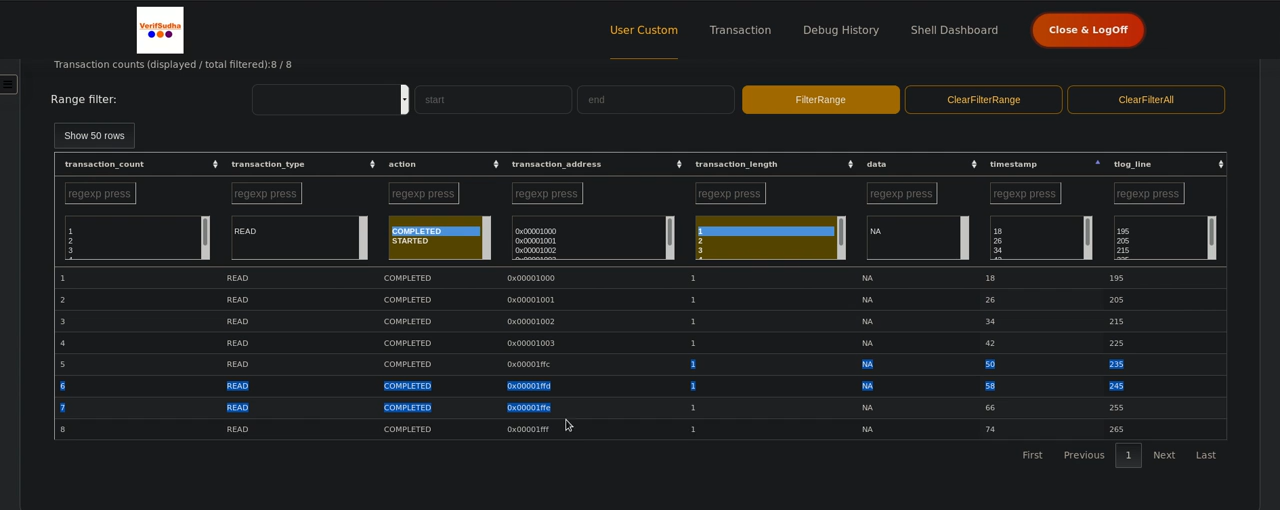 VerifSudha
User Custom Transaction Debug History Shell Dashboard Close & LogOff
Transaction counts (displayed / total filtered):8 / 8
Range filter: start end FilterRange ClearFilterRange ClearFilterAll
Show 50 rows
transaction_count transaction_type action transaction_address transaction_length data timestamp tlog_line
regexp press regexp press regexp press regexp press regexp press regexp press regexp press regexp press
1 READ COMPLETED 0x00001000 1 NA 18 195
2 STARTED 0x00001001 2 26 205
3 0x00001002 3 34 215
1 READ COMPLETED 0x00001000 1 NA 18 195
2 READ COMPLETED 0x00001001 1 NA 26 205
3 READ COMPLETED 0x00001002 1 NA 34 215
4 READ COMPLETED 0x00001003 1 NA 42 225
5 READ COMPLETED 0x00001ffc 1 NA 50 235
6 READ COMPLETED 0x00001ffd 1 NA 58 245
7 READ COMPLETED 0x00001ffe 1 NA 66 255
8 READ COMPLETED 0x00001fff 1 NA 74 265
First Previous 1 Next Last